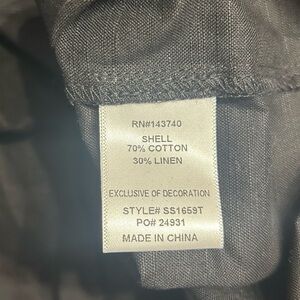 RN#143740
SHELL
70% COTTON
30% LINEN
EXCLUSIVE OF DECORATION
STYLE# SS1659T
PO# 24931
MADE IN CHINA